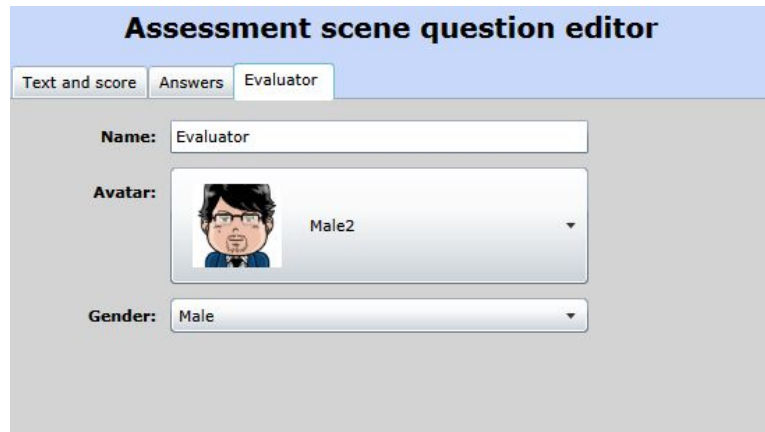 Assessment scene question editor
Text and score Answers Evaluator
Name: Evaluator
Avatar: Male2
Gender: Male